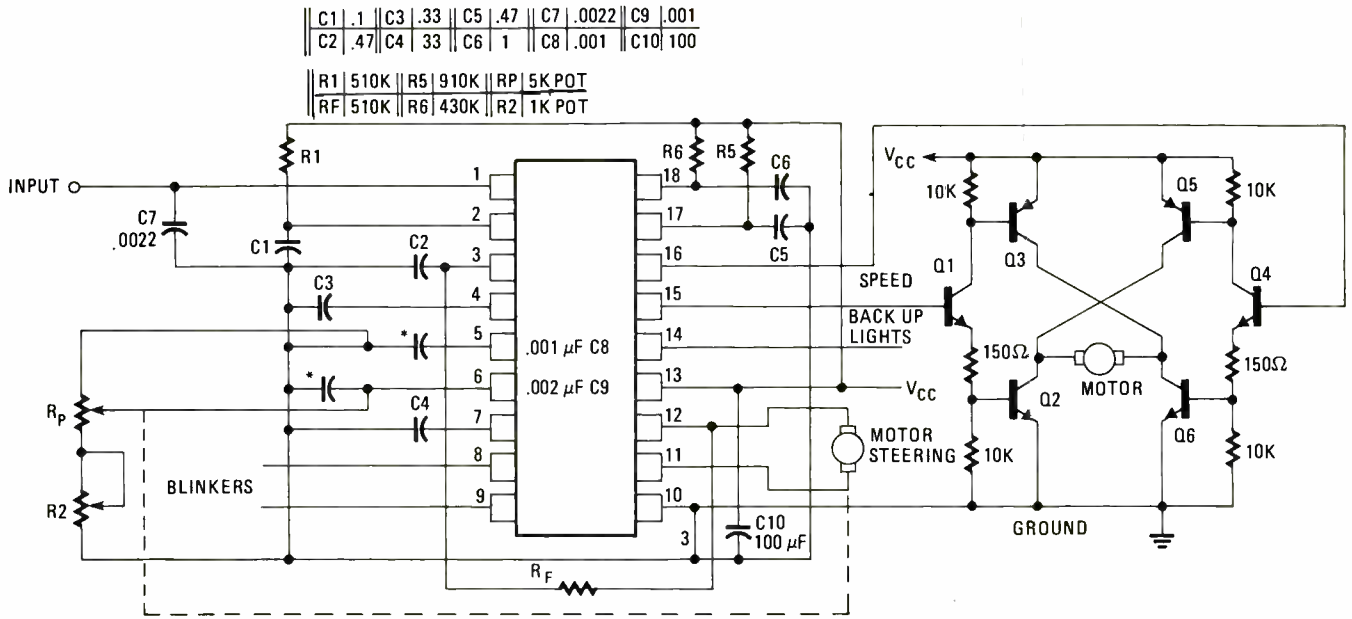 C1 .1 C3 .33 C5 .47 C7 .0022 C9 .001
C2 .47 C4 33 C6 1 C8 .001 C10 100
R1 510K R5 910K RP 5K POT
RF 510K R6 430K R2 1K POT
R1
R6
R5
C6
VCC
10K
Q5
10K
INPUT
1
18
C7
.0022
2
17
C5
Q3
C1
C2
3
16
SPEED
Q1
Q4
C3
4
15
BACK UP
LIGHTS
*
5
.001 µF C8
14
150Ω
MOTOR
150Ω
*
6
.002 µF C9
13
VCC
RP
C4
7
12
Q2
Q6
MOTOR
STEERING
8
11
10K
10K
BLINKERS
R2
9
10
GROUND
3
C10
100 µF
RF